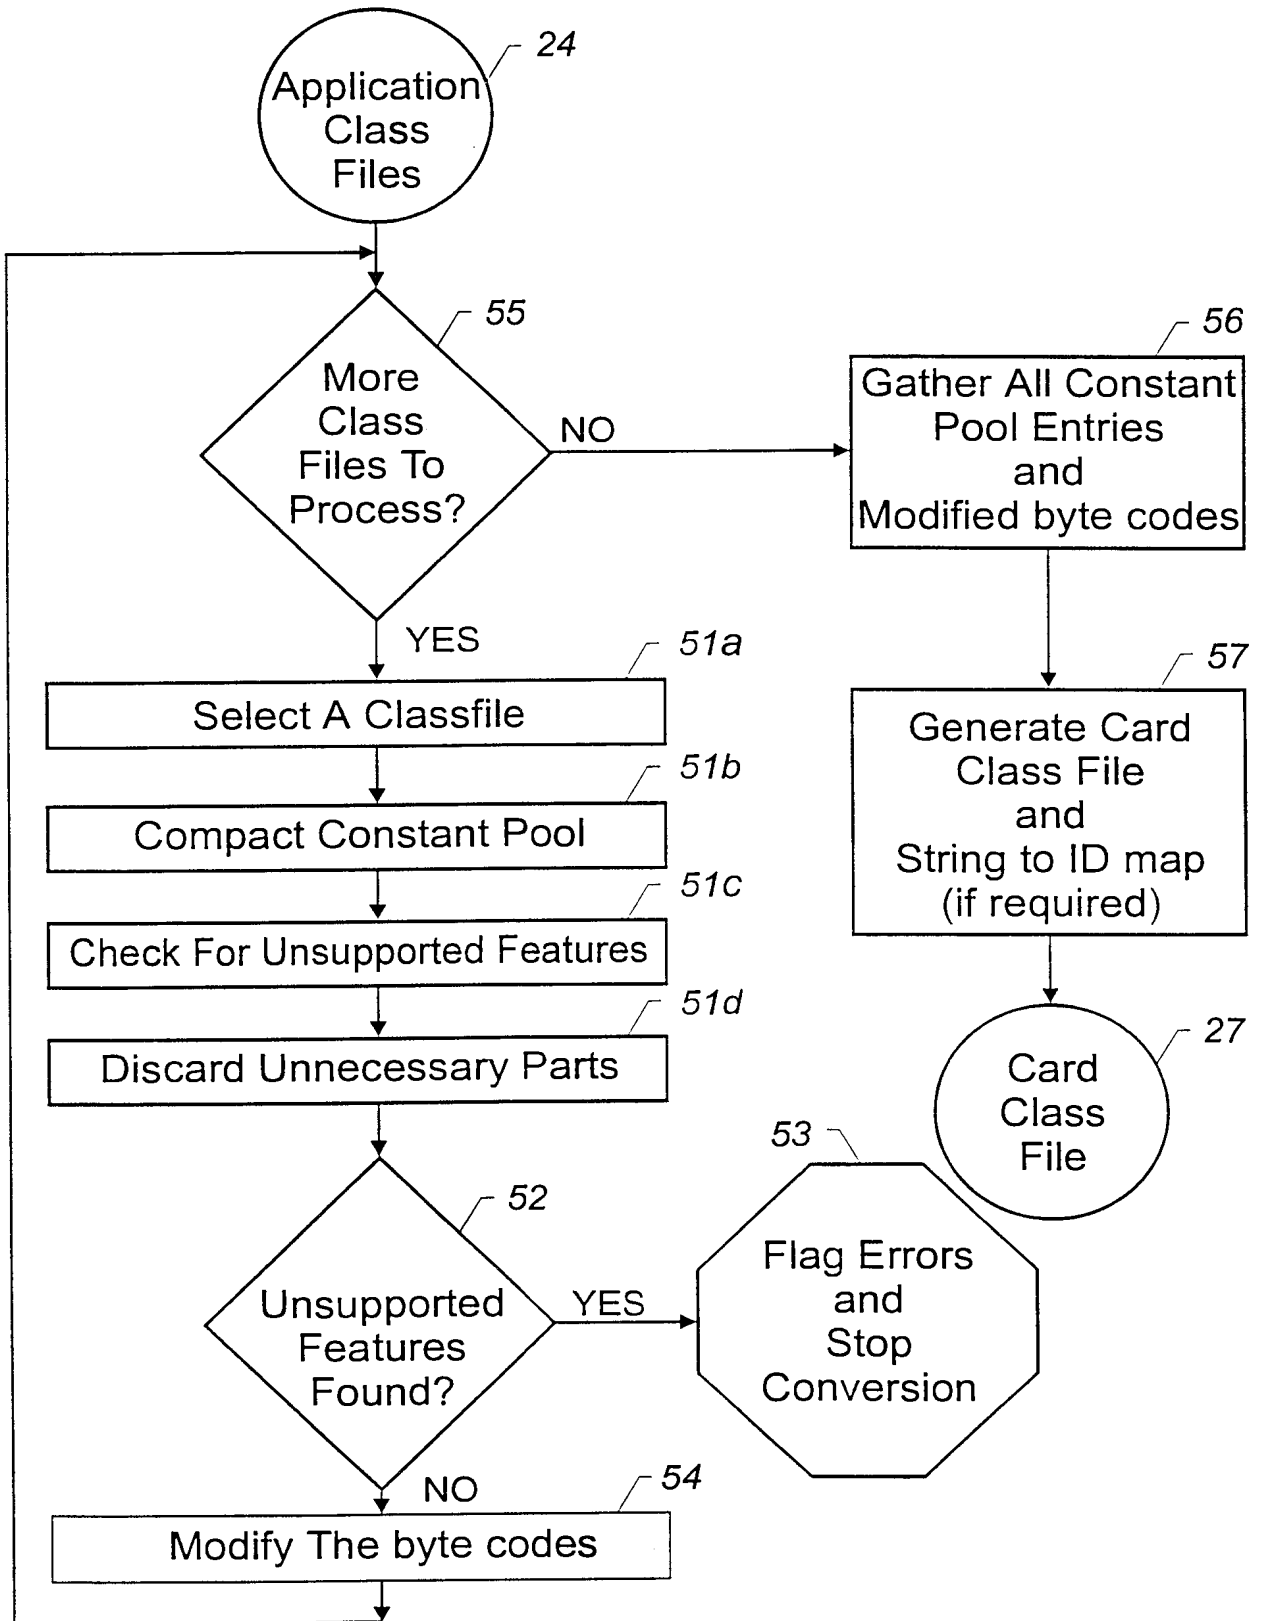 24
Application
Class
Files
55
More
Class
Files To
Process?
NO
YES
56
Gather All Constant
Pool Entries
and
Modified byte codes
51a
Select A Classfile
51b
Compact Constant Pool
51c
Check For Unsupported Features
51d
Discard Unnecessary Parts
57
Generate Card
Class File
and
String to ID map
(if required)
27
Card
Class
File
52
Unsupported
Features
Found?
YES
NO
53
Flag Errors
and
Stop
Conversion
54
Modify The byte codes